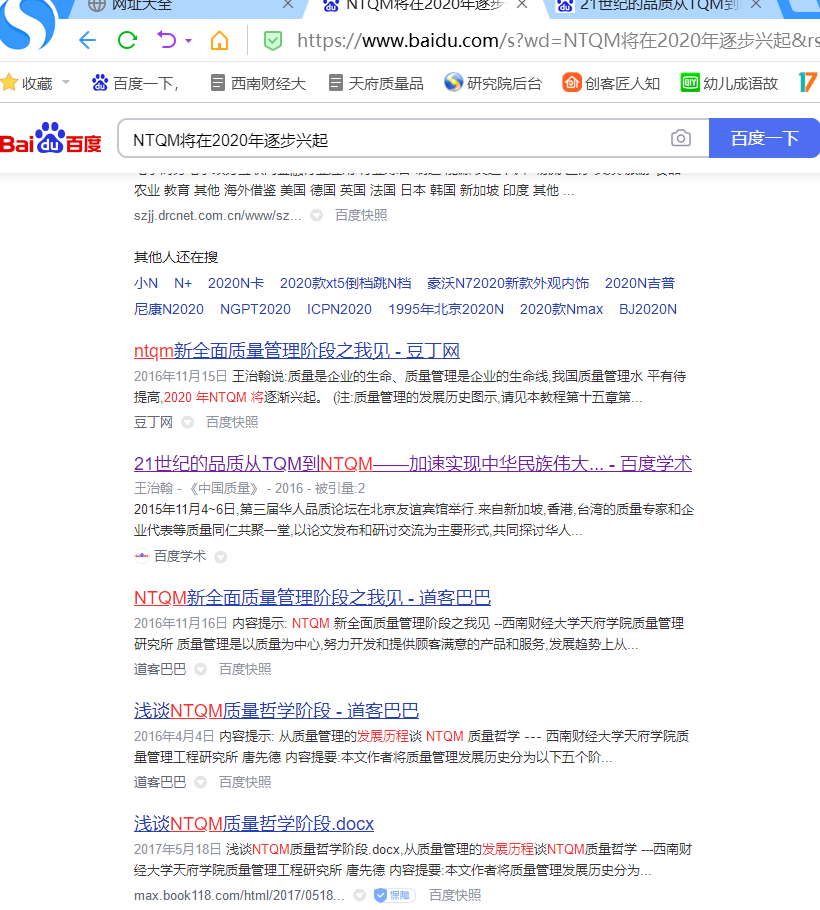 网址大全
NTQM将在2020年逐步
21世纪的品质从TQM到
https://www.baidu.com/s?wd=NTQM将在2020年逐步兴起&rs
收藏 百度一下， 西南财经大 天府质量品 研究院后台 创客匠人知 幼儿成语故
Bai du 百度 NTQM将在2020年逐步兴起 百度一下
农业 教育 其他 海外借鉴 美国 德国 英国 法国 日本 韩国 新加坡 印度 其他 ...
szjj.drcnet.com.cn/www/sz... 百度快照
其他人还在搜
小N N+ 2020N卡 2020款xt5倒档跳N档 豪沃N72020新款外观内饰 2020N吉普
尼康N2020 NGPT2020 ICPN2020 1995年北京2020N 2020款Nmax BJ2020N
ntqm新全面质量管理阶段之我见 - 豆丁网
2016年11月15日 王治翰说:质量是企业的生命、质量管理是企业的生命线,我国质量管理水 平有待
提高,2020 年NTQM 将逐渐兴起。 (注:质量管理的发展历史图示,请见本教程第十五章第...
豆丁网 百度快照
21世纪的品质从TQM到NTQM——加速实现中华民族伟大... - 百度学术
王治翰 - 《中国质量》 - 2016 - 被引量:2
2015年11月4~6日,第三届华人品质论坛在北京友谊宾馆举行.来自新加坡,香港,台湾的质量专家和企
业代表等质量同仁共聚一堂,以论文发布和研讨交流为主要形式,共同探讨华人...
百度学术
NTQM新全面质量管理阶段之我见 - 道客巴巴
2016年11月16日 内容提示: NTQM 新全面质量管理阶段之我见 --西南财经大学天府学院质量管理
研究所 质量管理是以质量为中心,努力开发和提供顾客满意的产品和服务,发展趋势上从...
道客巴巴 百度快照
浅谈NTQM质量哲学阶段 - 道客巴巴
2016年4月4日 内容提示: 从质量管理的发展历程谈 NTQM 质量哲学 --- 西南财经大学天府学院质
量管理工程研究所 唐先德 内容提要:本文作者将质量管理发展历史分为以下五个阶...
道客巴巴 百度快照
浅谈NTQM质量哲学阶段.docx
2017年5月18日 浅谈NTQM质量哲学阶段.docx,从质量管理的发展历程谈NTQM质量哲学 ---西南财
经大学天府学院质量管理工程研究所 唐先德 内容提要:本文作者将质量管理发展历史分为...
max.book118.com/html/2017/0518... 保障 百度快照